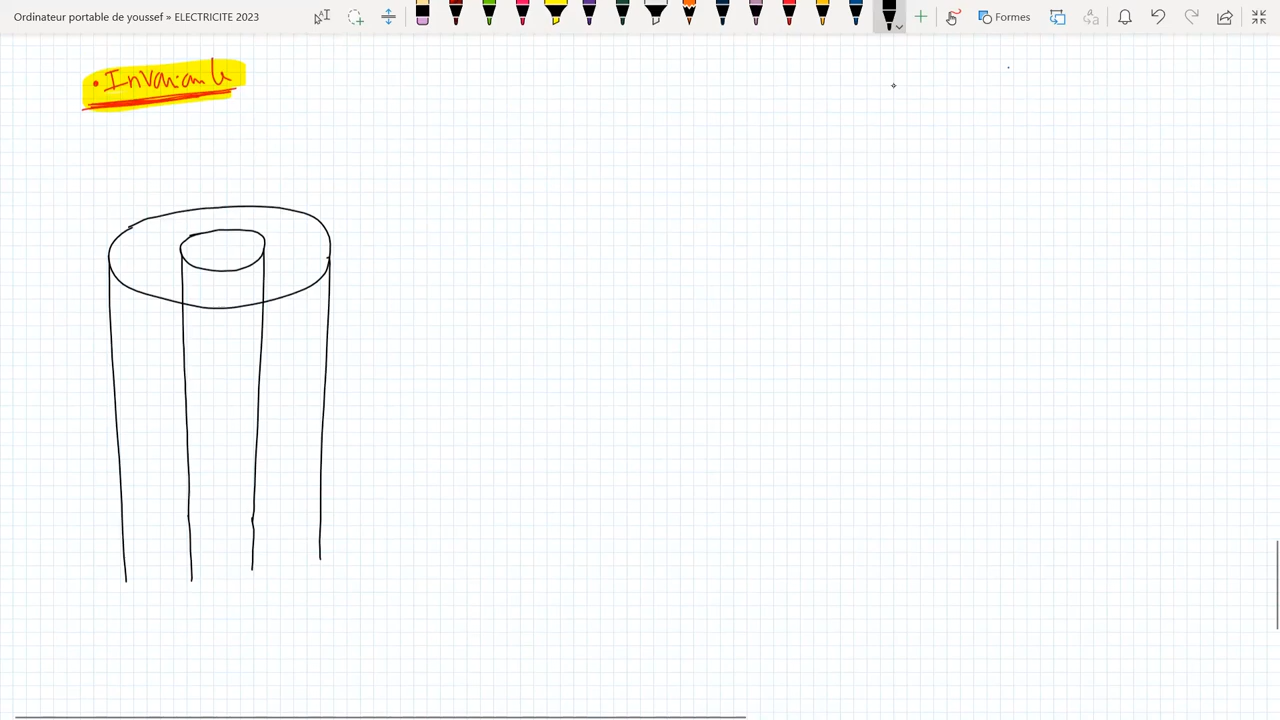 Ordinateur portable de youssef » ELECTRICITE 2023
Formes
• Invariance